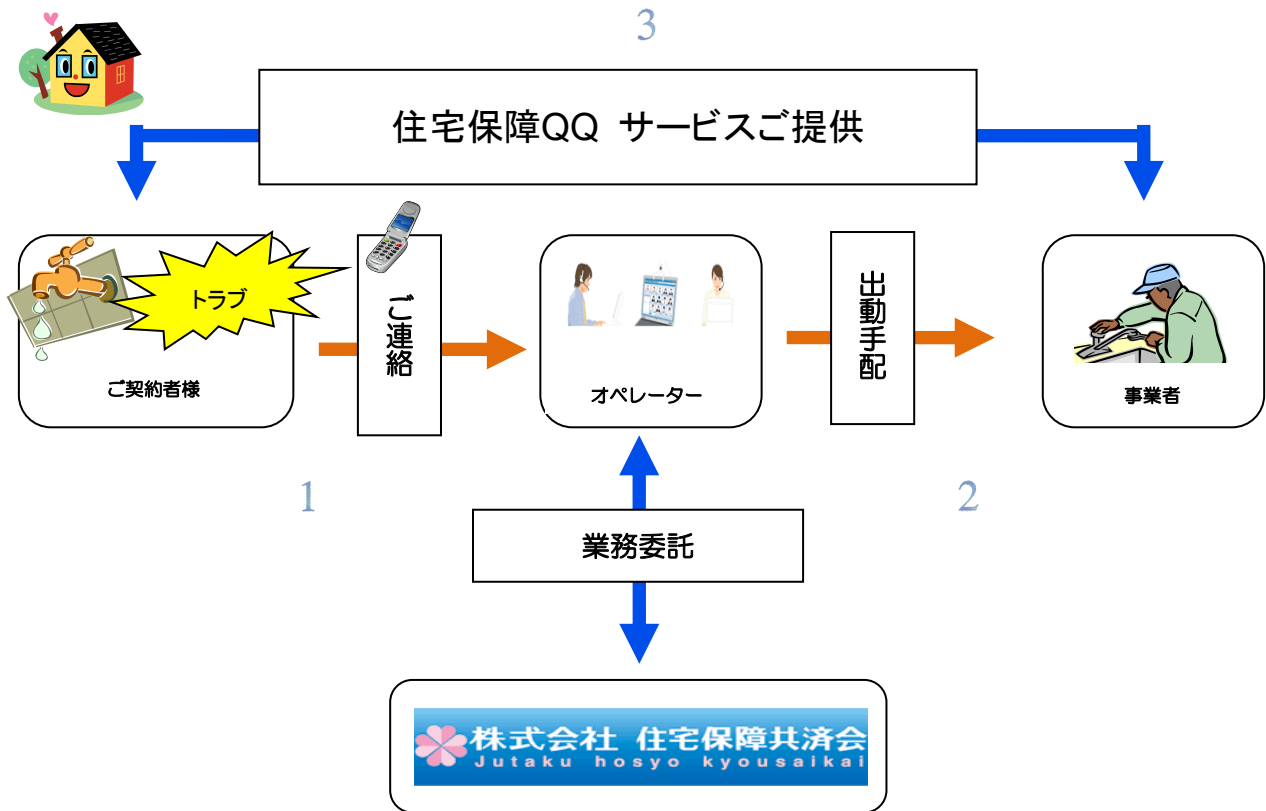 3
住宅保障QQ サービスご提供
トラブ
ご契約者様
ご連絡
オペレーター
出動手配
事業者
1
2
業務委託
株式会社 住宅保障共済会
Jutaku hosyo kyousaikai